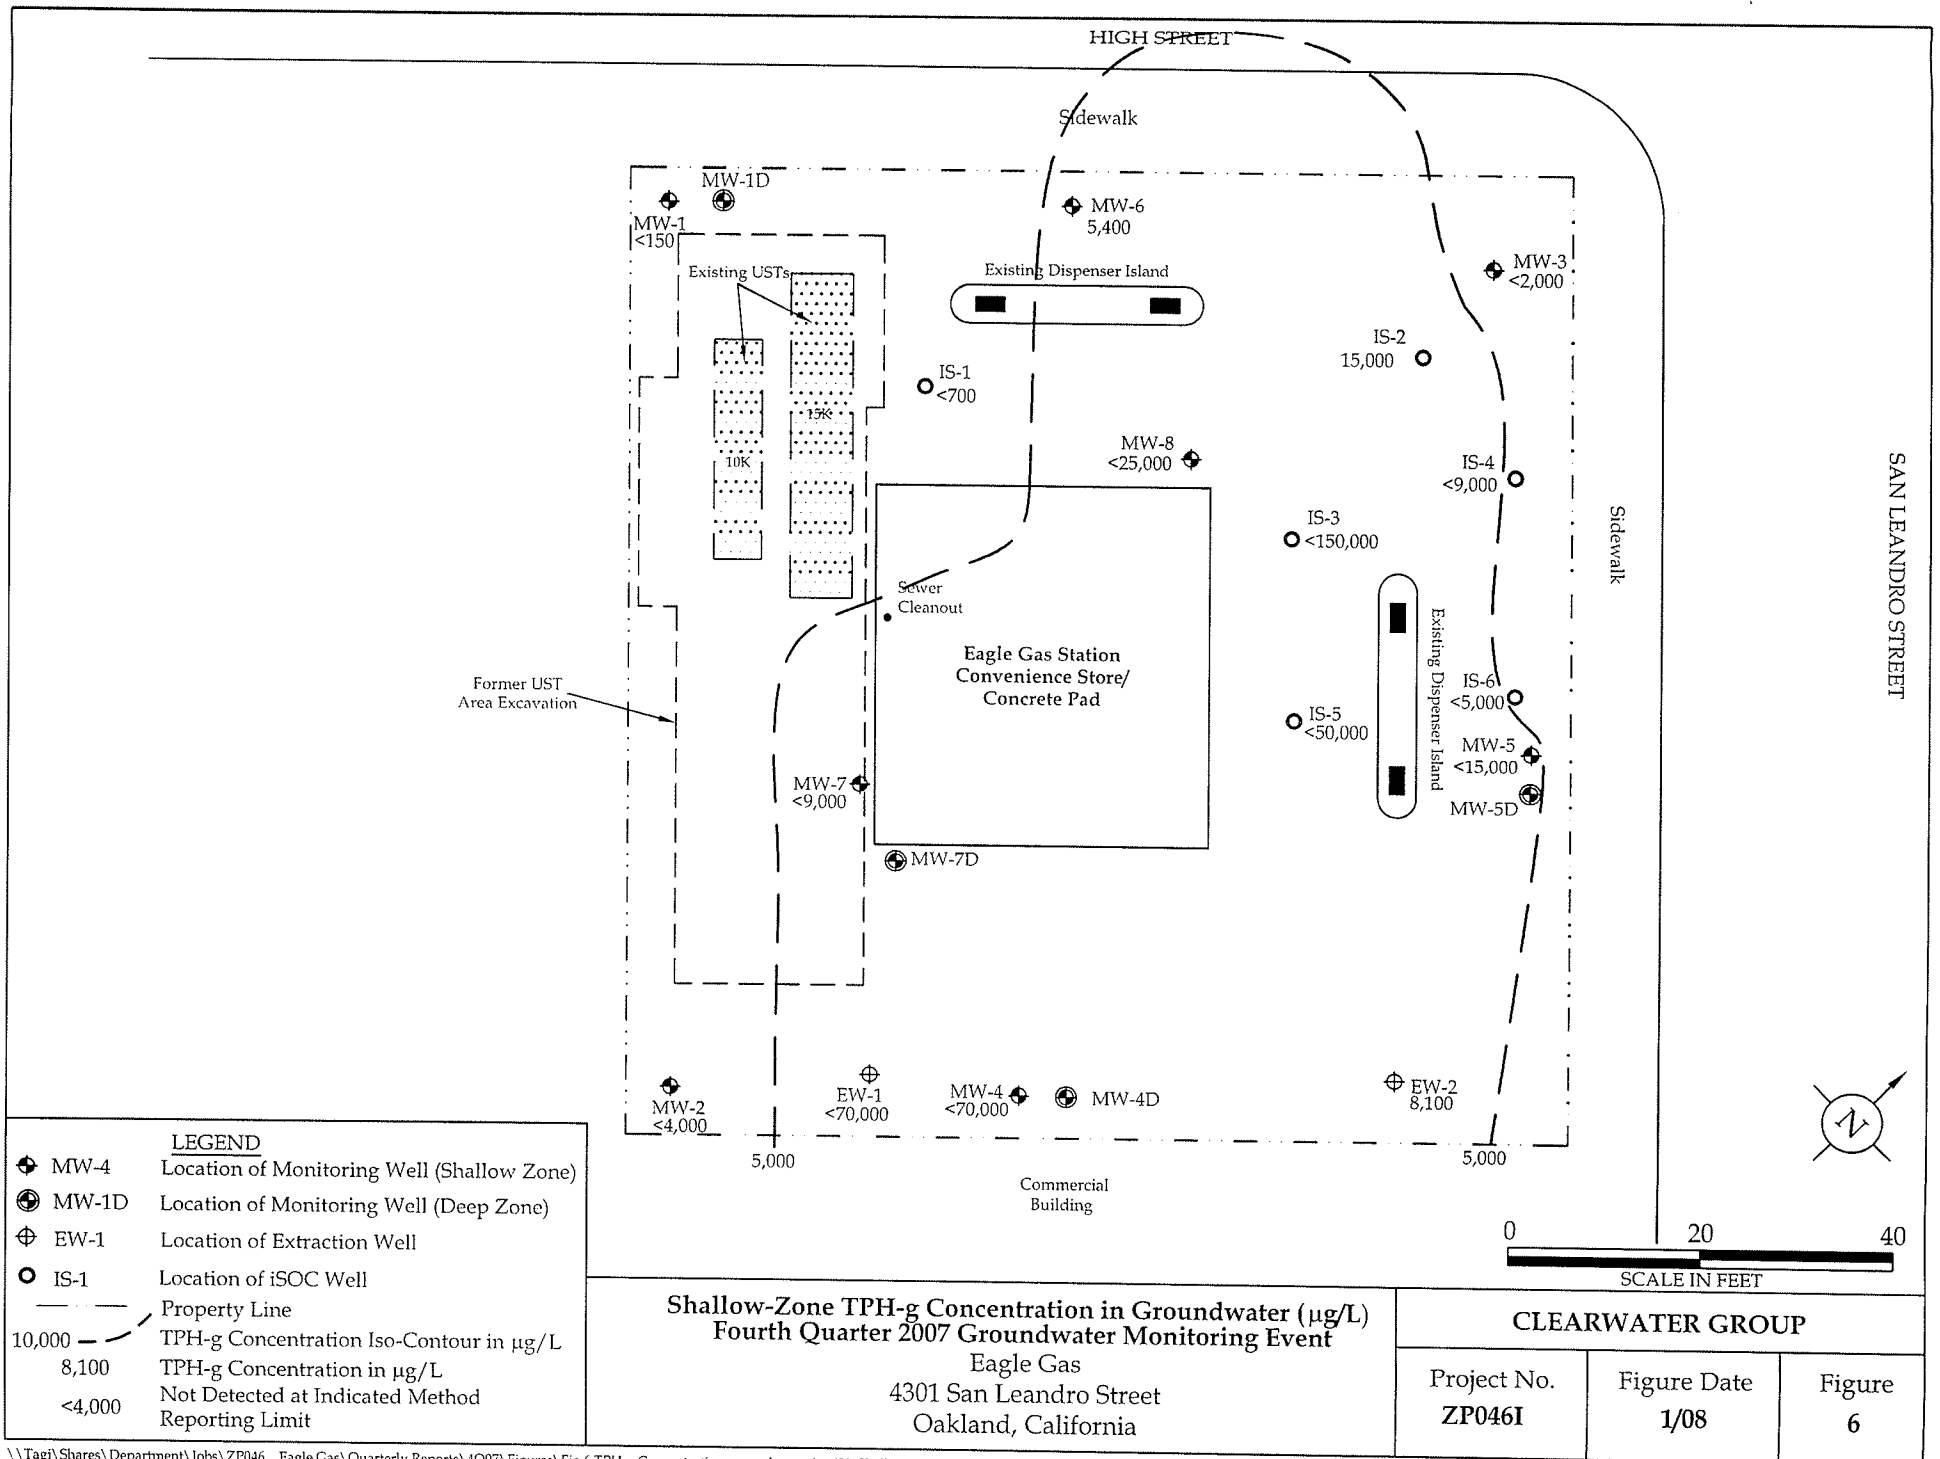 HIGH STREET
Sidewalk
MW-1D
MW-1
<150
MW-6
5,400
Existing USTs
Existing Dispenser Island
MW-3
<2,000
IS-2
15,000
IS-1
<700
15K
10K
MW-8
<25,000
IS-4
<9,000
IS-3
<150,000
SAN LEANDRO STREET
Sidewalk
Sewer
Cleanout
Eagle Gas Station
Convenience Store/
Concrete Pad
Existing Dispenser Island
Former UST
Area Excavation
IS-6
<5,000
IS-5
<50,000
MW-5
<15,000
MW-7
<9,000
MW-5D
MW-7D
MW-2
<4,000
EW-1
<70,000
MW-4
<70,000
MW-4D
EW-2
8,100
N
5,000
5,000
Commercial
Building
0 20 40
SCALE IN FEET
LEGEND
MW-4 Location of Monitoring Well (Shallow Zone)
MW-1D Location of Monitoring Well (Deep Zone)
EW-1 Location of Extraction Well
IS-1 Location of iSOC Well
Property Line
10,000 TPH-g Concentration Iso-Contour in µg/L
8,100 TPH-g Concentration in µg/L
<4,000 Not Detected at Indicated Method
Reporting Limit
Shallow-Zone TPH-g Concentration in Groundwater (µg/L)
Fourth Quarter 2007 Groundwater Monitoring Event
Eagle Gas
4301 San Leandro Street
Oakland, California
CLEARWATER GROUP
Project No.
ZP046I
Figure Date
1/08
Figure
6